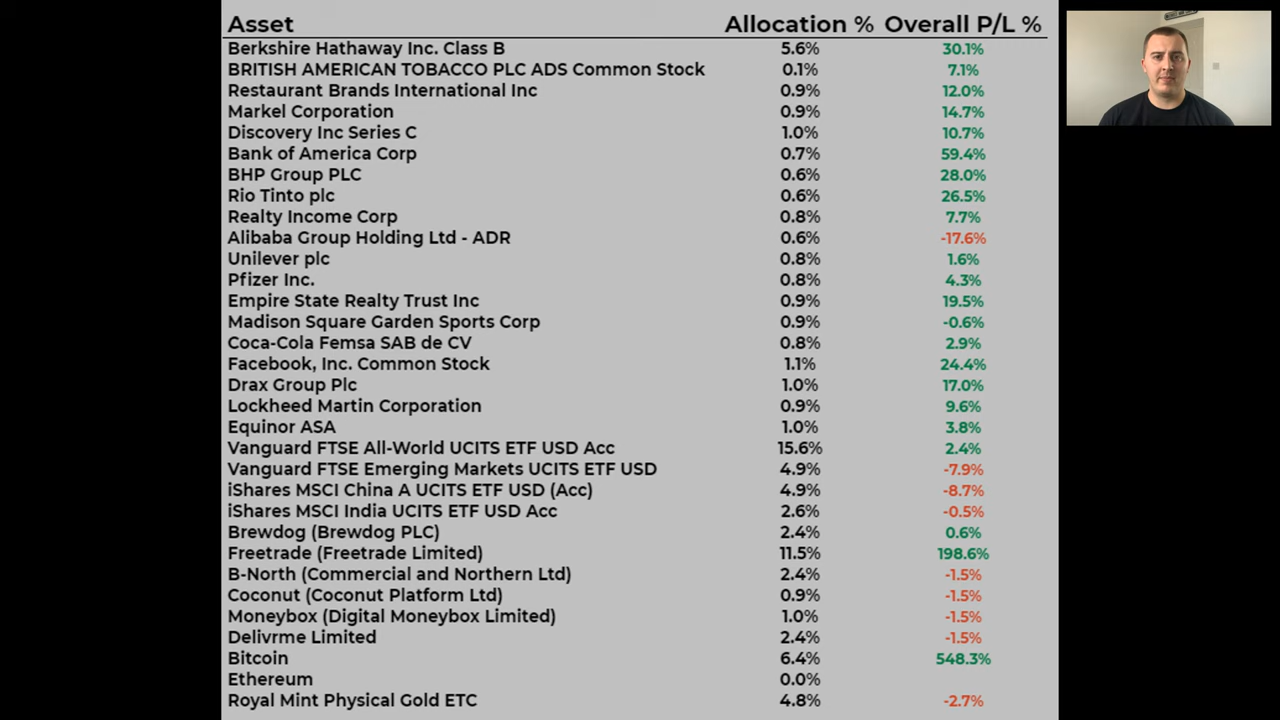 Asset Allocation % Overall P/L %
Berkshire Hathaway Inc. Class B 5.6% 30.1%
BRITISH AMERICAN TOBACCO PLC ADS Common Stock 0.1% 7.1%
Restaurant Brands International Inc 0.9% 12.0%
Markel Corporation 0.9% 14.7%
Discovery Inc Series C 1.0% 10.7%
Bank of America Corp 0.7% 59.4%
BHP Group PLC 0.6% 28.0%
Rio Tinto plc 0.6% 26.5%
Realty Income Corp 0.8% 7.7%
Alibaba Group Holding Ltd - ADR 0.6% -17.6%
Unilever plc 0.8% 1.6%
Pfizer Inc. 0.8% 4.3%
Empire State Realty Trust Inc 0.9% 19.5%
Madison Square Garden Sports Corp 0.9% -0.6%
Coca-Cola Femsa SAB de CV 0.8% 2.9%
Facebook, Inc. Common Stock 1.1% 24.4%
Drax Group Plc 1.0% 17.0%
Lockheed Martin Corporation 0.9% 9.6%
Equinor ASA 1.0% 3.8%
Vanguard FTSE All-World UCITS ETF USD Acc 15.6% 2.4%
Vanguard FTSE Emerging Markets UCITS ETF USD 4.9% -7.9%
iShares MSCI China A UCITS ETF USD (Acc) 4.9% -8.7%
iShares MSCI India UCITS ETF USD Acc 2.6% -0.5%
Brewdog (Brewdog PLC) 2.4% 0.6%
Freetrade (Freetrade Limited) 11.5% 198.6%
B-North (Commercial and Northern Ltd) 2.4% -1.5%
Coconut (Coconut Platform Ltd) 0.9% -1.5%
Moneybox (Digital Moneybox Limited) 1.0% -1.5%
Delivrme Limited 2.4% -1.5%
Bitcoin 6.4% 548.3%
Ethereum 0.0%
Royal Mint Physical Gold ETC 4.8% -2.7%